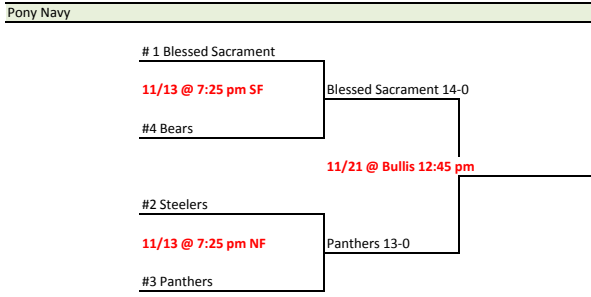 Pony Navy
# 1 Blessed Sacrament
11/13 @ 7:25 pm SF
Blessed Sacrament 14-0
#4 Bears
11/21 @ Bullis 12:45 pm
#2 Steelers
11/13 @ 7:25 pm NF
Panthers 13-0
#3 Panthers